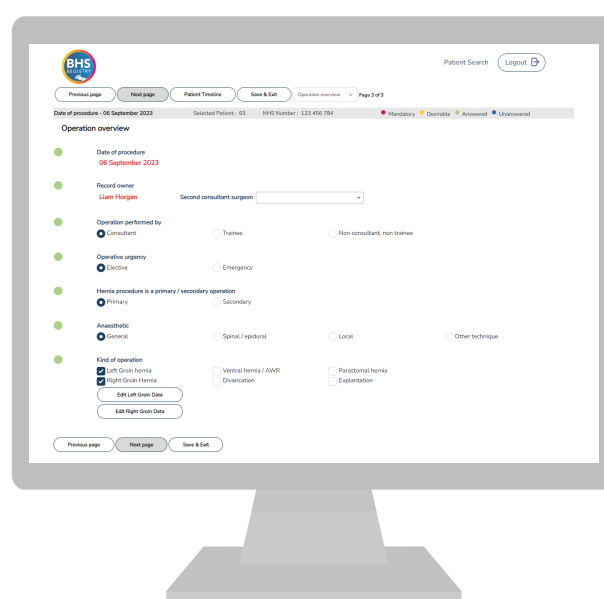 BHS
REGISTRY
Patient Search Logout
Previous page Next page Patient Timeline Save & Exit Operation overview Page 3 of 3
Date of procedure - 06 September 2023 Selected Patient : 63 NHS Number : 123 456 784 Mandatory Desirable Answered Unanswered
Operation overview
Date of procedure
06 September 2023
Record owner
Liam Horgan Second consultant surgeon
Operation performed by
Consultant Trainee Non consultant, non trainee
Operative urgency
Elective Emergency
Hernia procedure is a primary / secondary operation
Primary Secondary
Anaesthetic
General Spinal / epidural Local Other technique
Kind of operation
Left Groin hernia Ventral hernia / AWR Parastomal hernia
Right Groin Hernia Divarication Explantation
Edit Left Groin Data
Edit Right Groin Data
Previous page Next page Save & Exit